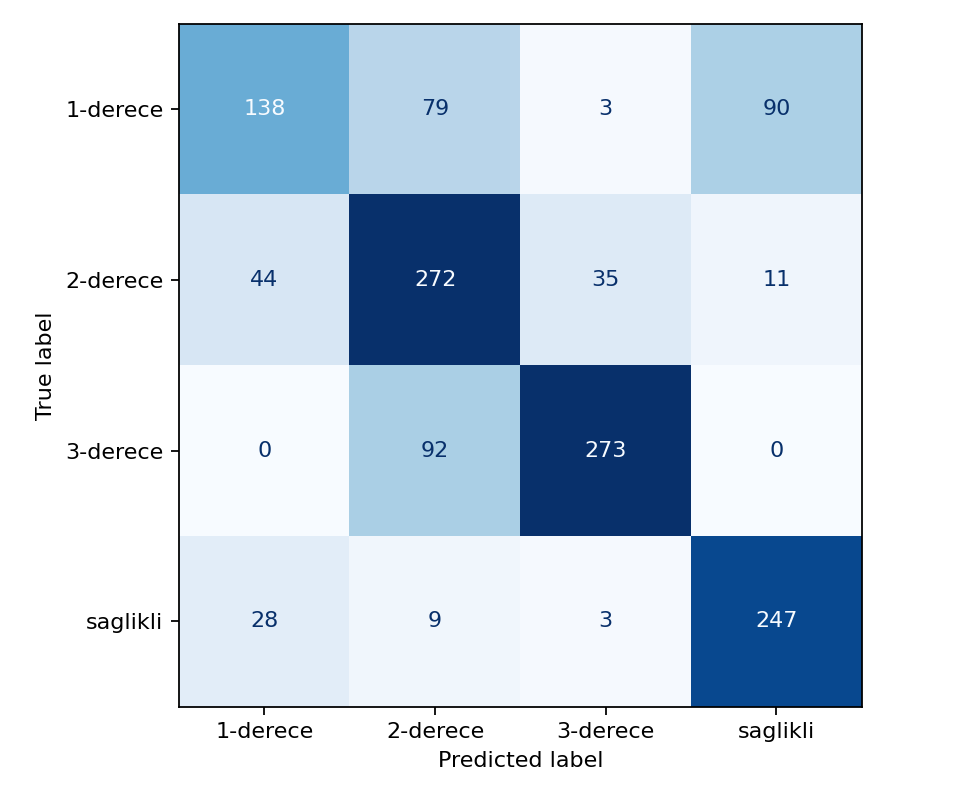 1-derece 138 79 3 90
2-derece 44 272 35 11
3-derece 0 92 273 0
saglikli 28 9 3 247
True label
1-derece 2-derece 3-derece saglikli
Predicted label